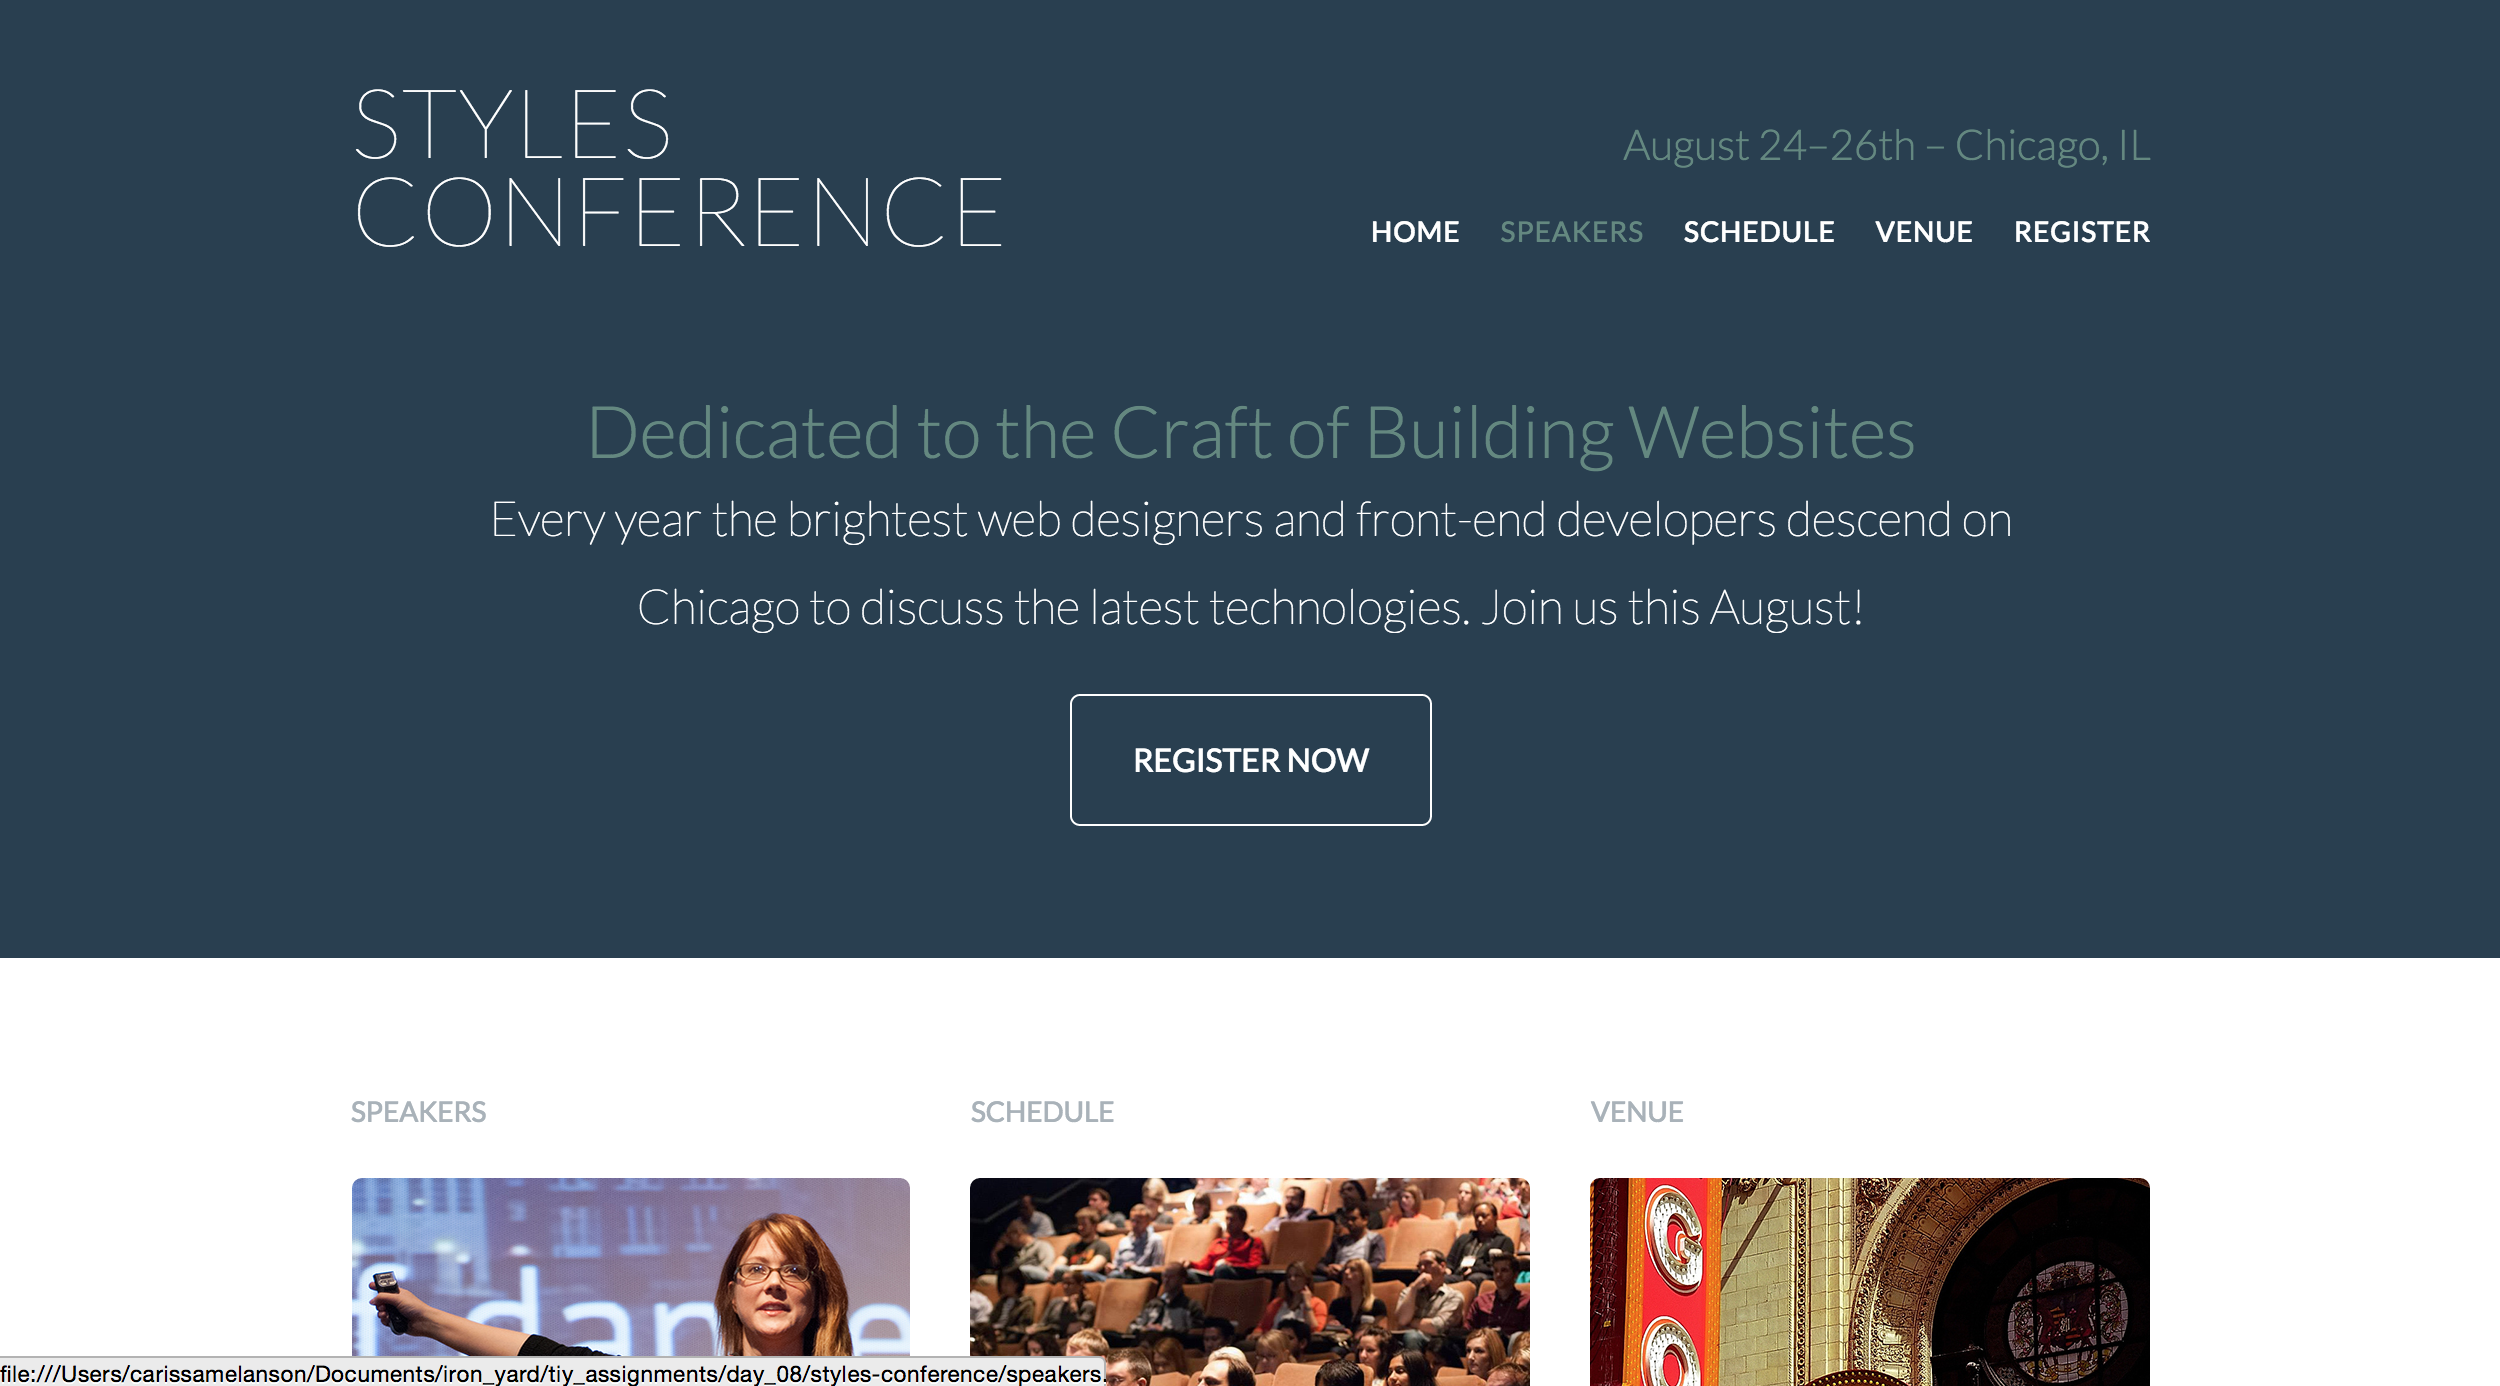 STYLES
CONFERENCE
August 24–26th – Chicago, IL
HOME SPEAKERS SCHEDULE VENUE REGISTER
Dedicated to the Craft of Building Websites
Every year the brightest web designers and front-end developers descend on
Chicago to discuss the latest technologies. Join us this August!
REGISTER NOW
SPEAKERS SCHEDULE VENUE
file:///Users/carissamelanson/Documents/iron_yard/tiy_assignments/day_08/styles-conference/speakers.